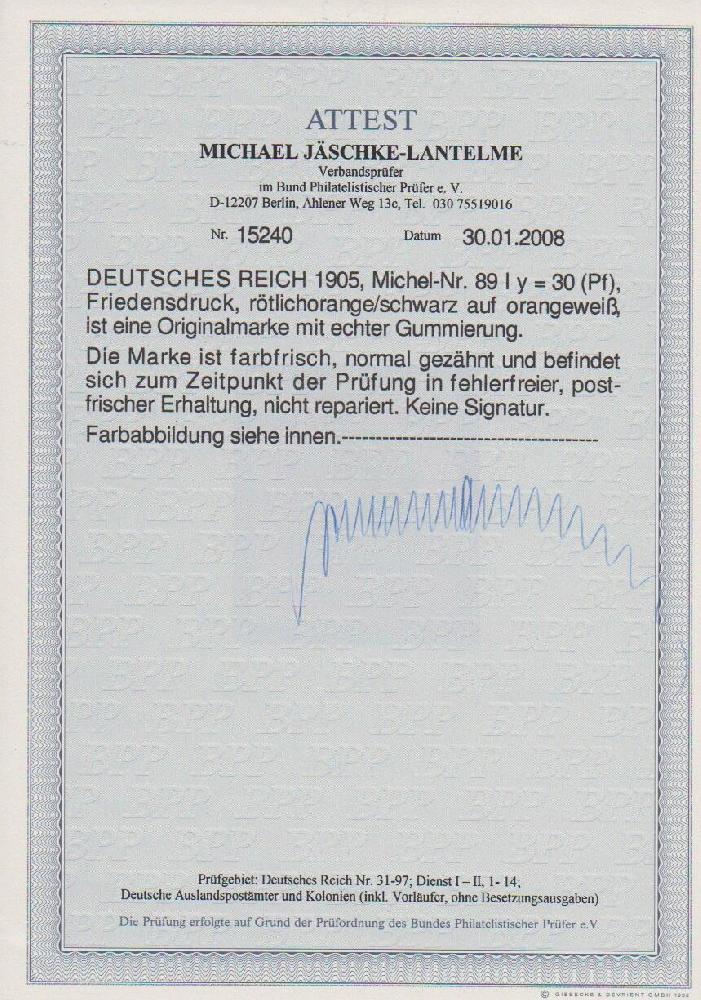 ATTEST
MICHAEL JÄSCHKE-LANTELME
Verbandsprüfer
im Bund Philatelistischer Prüfer e. V.
D-12207 Berlin, Ahlener Weg 13c, Tel. 030 75519016
Nr. 15240 Datum 30.01.2008
DEUTSCHES REICH 1905, Michel-Nr. 89 I y = 30 (Pf),
Friedensdruck, rötlichorange/schwarz auf orangeweiß,
ist eine Originalmarke mit echter Gummierung.
Die Marke ist farbfrisch, normal gezähnt und befindet
sich zum Zeitpunkt der Prüfung in fehlerfreier, post-
frischer Erhaltung, nicht repariert. Keine Signatur.
Farbabbildung siehe innen.--------------------------------------
Prüfgebiet: Deutsches Reich Nr. 31-97; Dienst I – II, 1- 14;
Deutsche Auslandspostämter und Kolonien (inkl. Vorläufer, ohne Besetzungsausgaben)
Die Prüfung erfolgte auf Grund der Prüfordnung des Bundes Philatelistischer Prüfer e.V
© GIESECKE & DEVRIENT GMBH